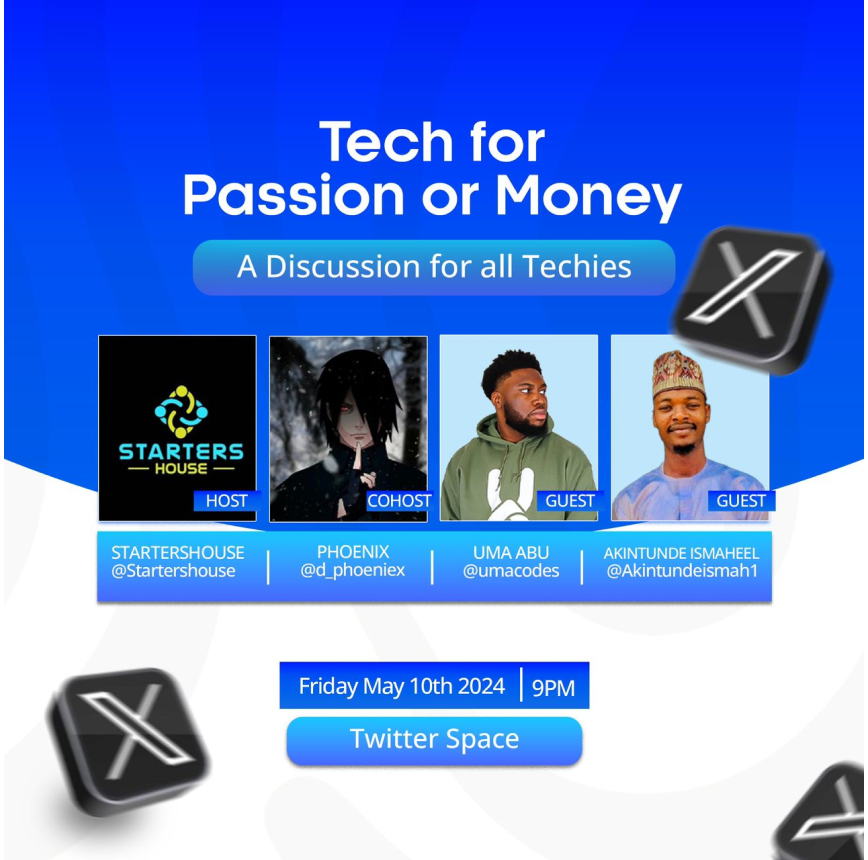 Tech for
Passion or Money
A Discussion for all Techies
STARTERS
HOUSE
HOST
COHOST
GUEST
GUEST
STARTERSHOUSE
@Startershouse
PHOENIX
@d_phoeniex
UMA ABU
@umacodes
AKINTUNDE ISMAHEEL
@Akintundeismah1
Friday May 10th 2024
9PM
Twitter Space